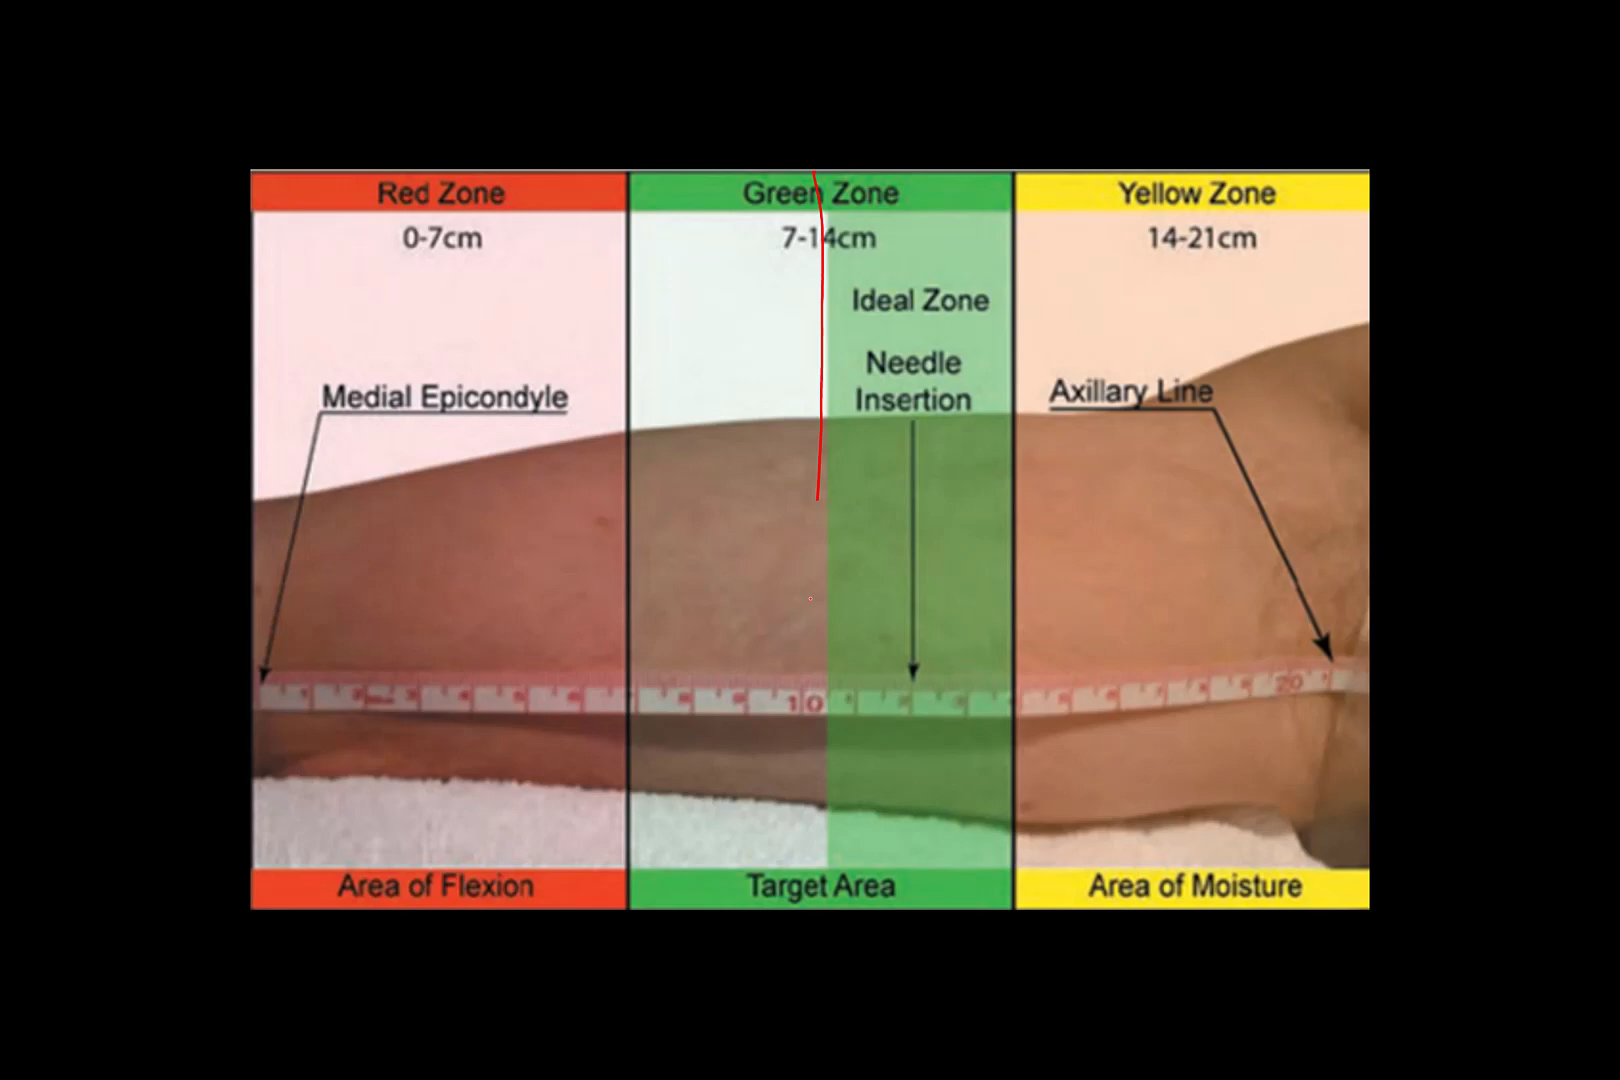 Red Zone
Green Zone
Yellow Zone
0-7cm
7-14cm
14-21cm
Ideal Zone
Needle
Insertion
Medial Epicondyle
Axillary Line
10
20
Area of Flexion
Target Area
Area of Moisture